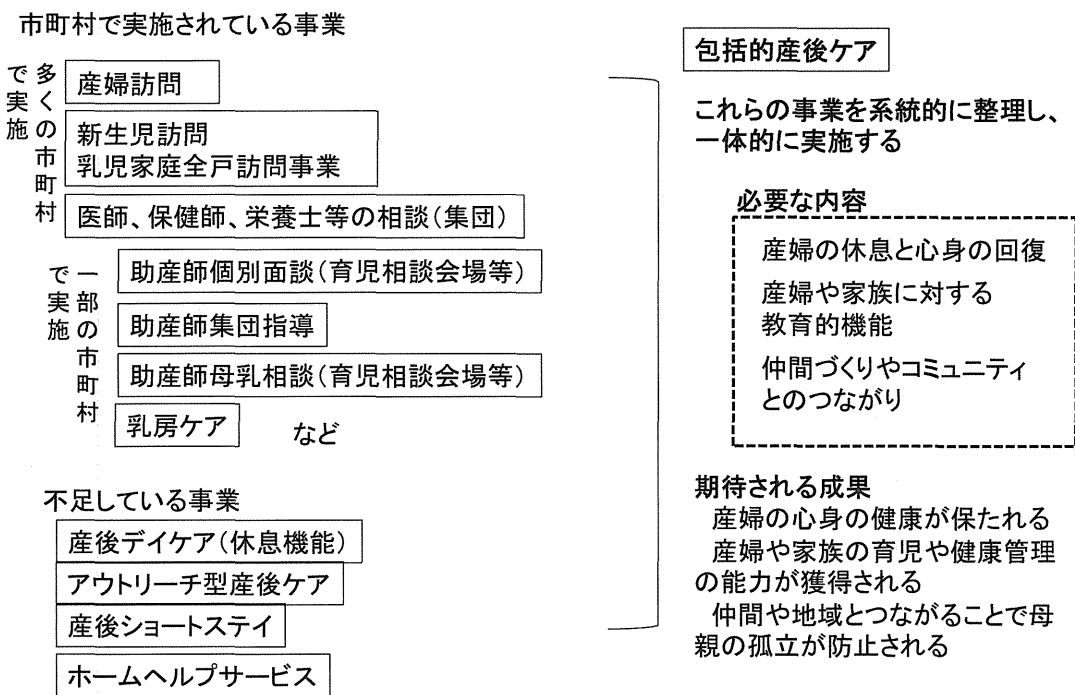 市町村で実施されている事業
多くの市町村
で実施
産婦訪問
新生児訪問
乳児家庭全戸訪問事業
医師、保健師、栄養士等の相談(集団)
一部の市町村
で実施
助産師個別面談(育児相談会場等)
助産師集団指導
助産師母乳相談(育児相談会場等)
乳房ケア
など
不足している事業
産後デイケア(休息機能)
アウトリーチ型産後ケア
産後ショートステイ
ホームヘルプサービス
包括的産後ケア
これらの事業を系統的に整理し、
一体的に実施する
必要な内容
産婦の休息と心身の回復
産婦や家族に対する
教育的機能
仲間づくりやコミュニティ
とのつながり
期待される成果
産婦の心身の健康が保たれる
産婦や家族の育児や健康管理
の能力が獲得される
仲間や地域とつながることで母
親の孤立が防止される